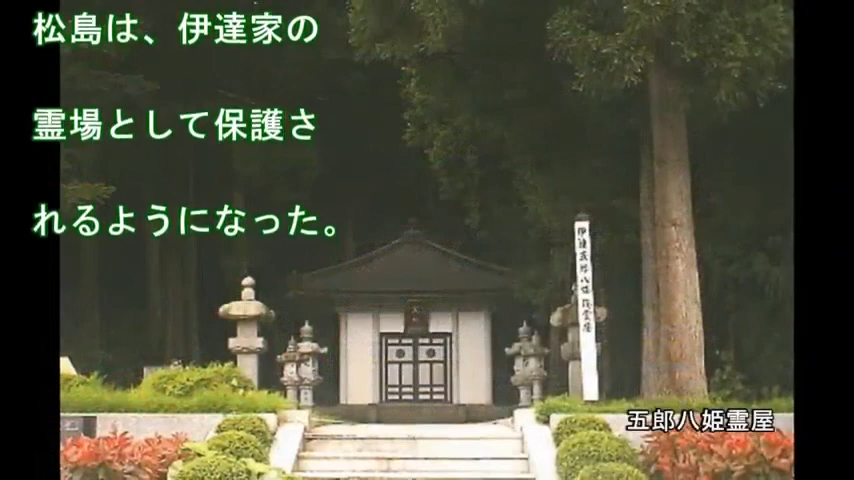 松島は、伊達家の
霊場として保護さ
れるようになった。
五郎八姫霊屋